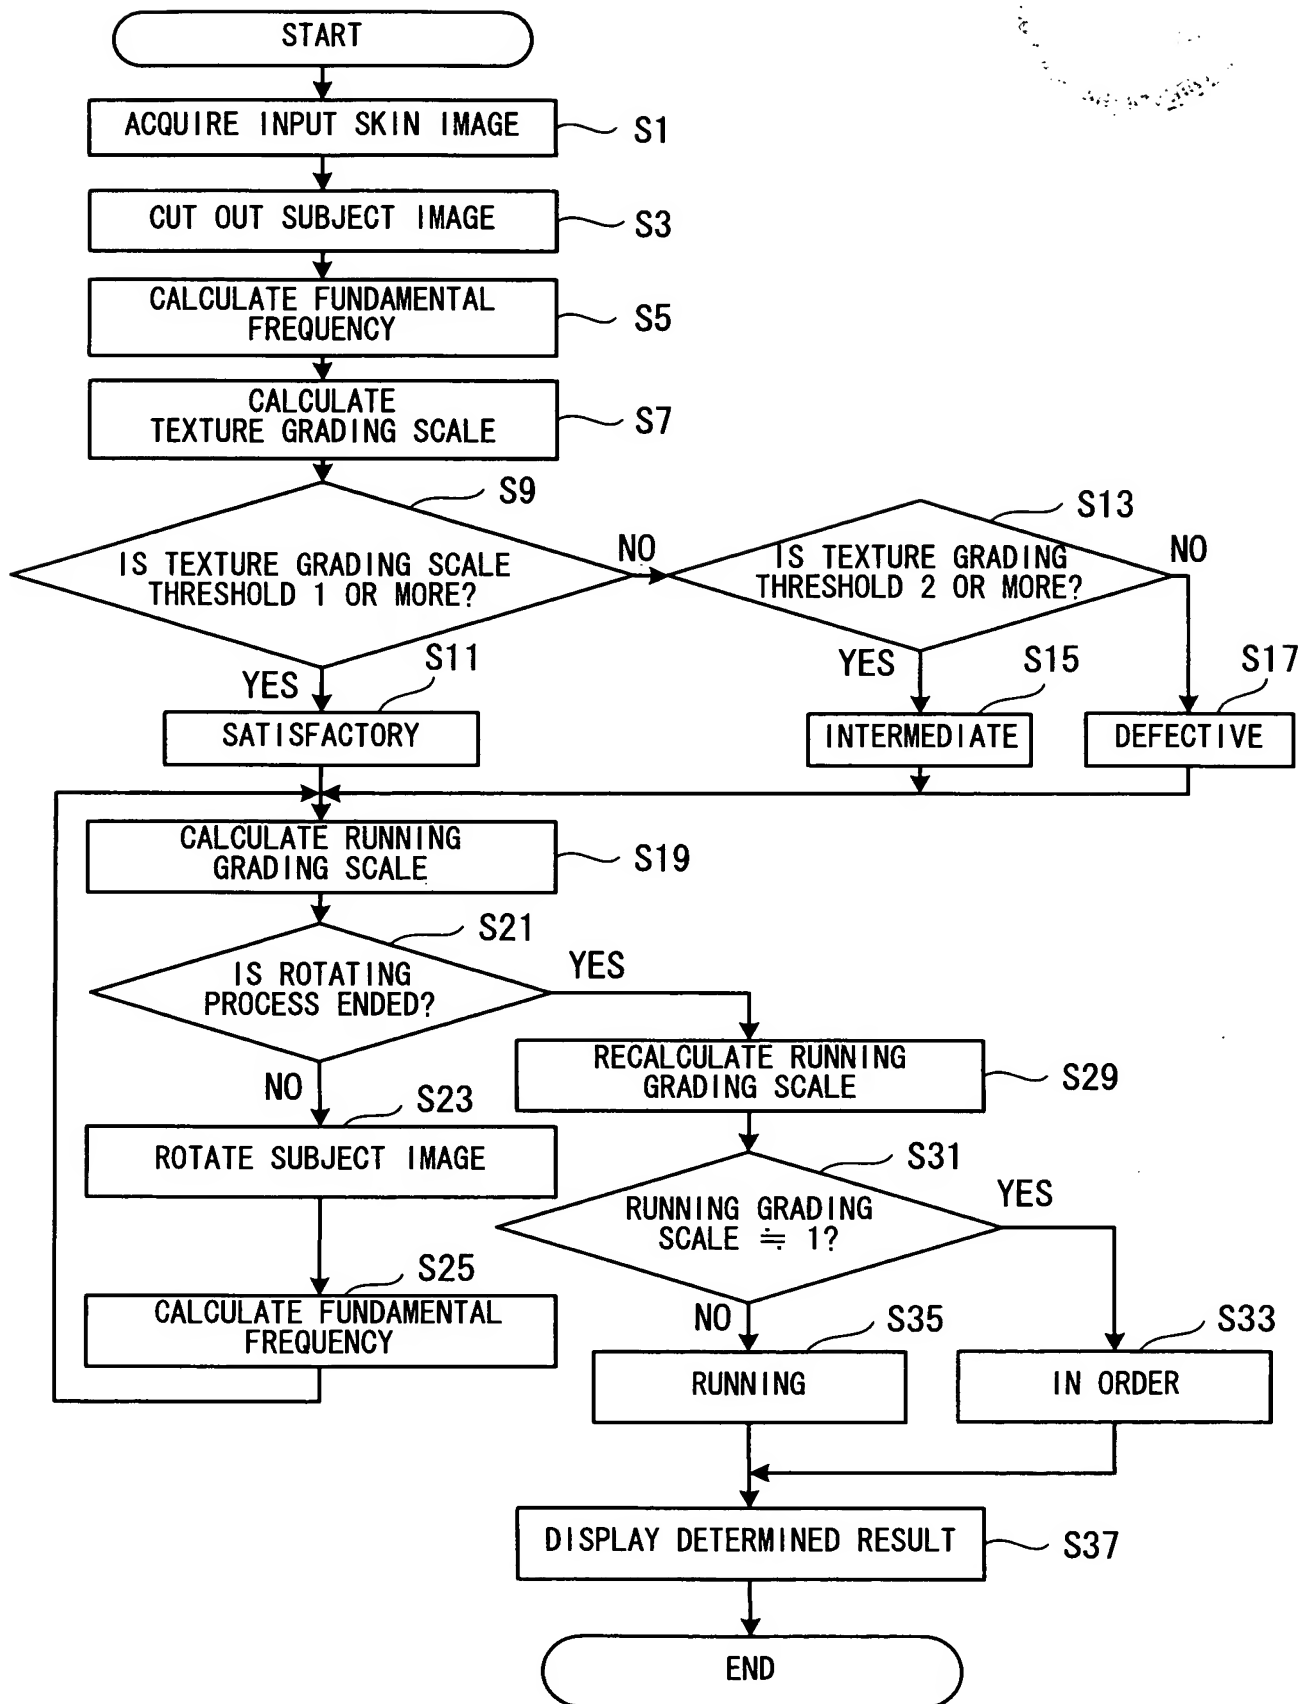 START
ACQUIRE INPUT SKIN IMAGE
S1
CUT OUT SUBJECT IMAGE
S3
CALCULATE FUNDAMENTAL
FREQUENCY
S5
CALCULATE
TEXTURE GRADING SCALE
S7
S9
IS TEXTURE GRADING SCALE
THRESHOLD 1 OR MORE?
NO
S13
IS TEXTURE GRADING
THRESHOLD 2 OR MORE?
NO
YES
S11
SATISFACTORY
YES
S15
INTERMEDIATE
S17
DEFECTIVE
CALCULATE RUNNING
GRADING SCALE
S19
S21
IS ROTATING
PROCESS ENDED?
YES
NO
S23
ROTATE SUBJECT IMAGE
S25
CALCULATE FUNDAMENTAL
FREQUENCY
RECALCULATE RUNNING
GRADING SCALE
S29
S31
RUNNING GRADING
SCALE ≒ 1?
YES
NO
S35
RUNNING
S33
IN ORDER
DISPLAY DETERMINED RESULT
S37
END